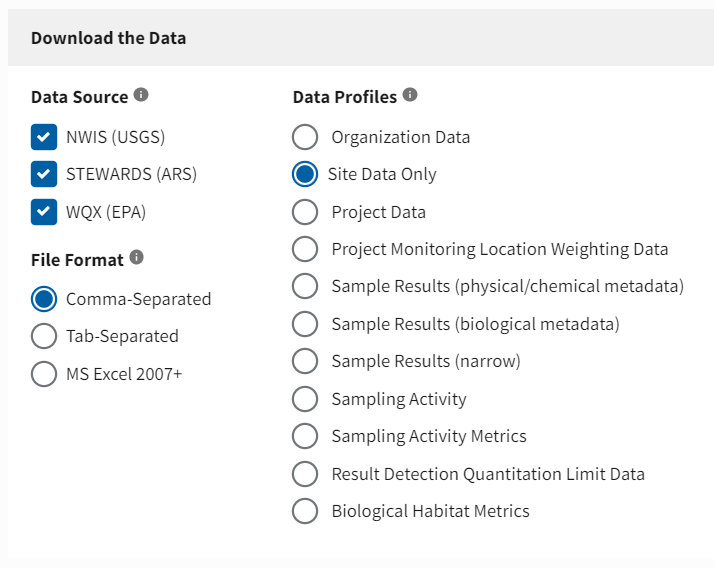 Download the Data
Data Source
NWIS (USGS)
STEWARDS (ARS)
WQX (EPA)
File Format
Comma-Separated
Tab-Separated
MS Excel 2007+
Data Profiles
Organization Data
Site Data Only
Project Data
Project Monitoring Location Weighting Data
Sample Results (physical/chemical metadata)
Sample Results (biological metadata)
Sample Results (narrow)
Sampling Activity
Sampling Activity Metrics
Result Detection Quantitation Limit Data
Biological Habitat Metrics